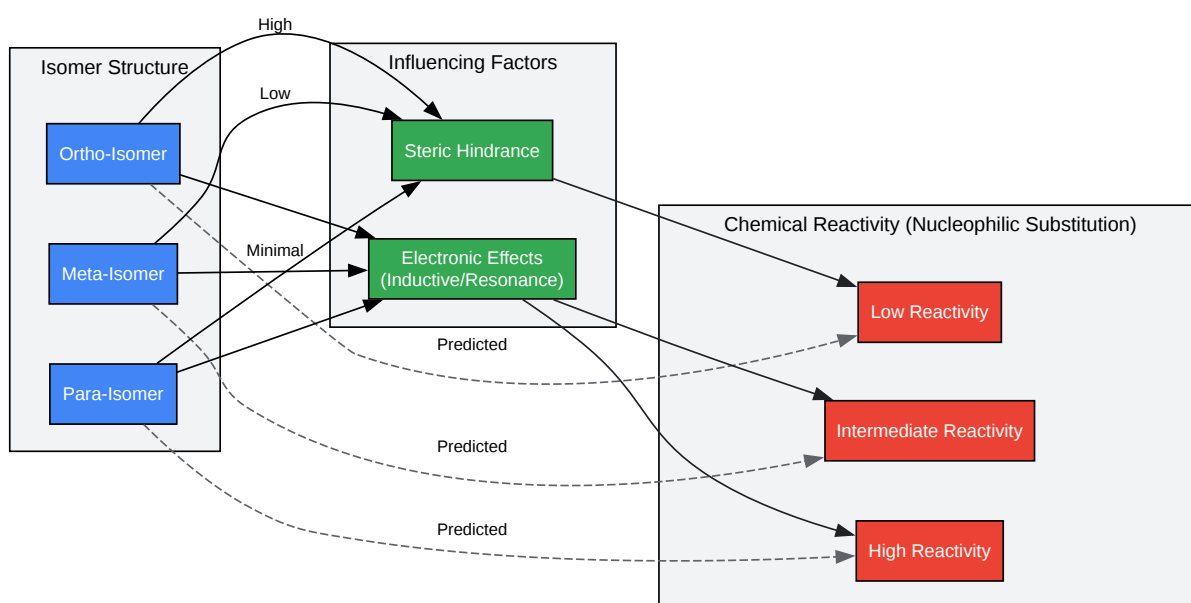 High
Isomer Structure
Influencing Factors
Low
Ortho-Isomer
Steric Hindrance
Chemical Reactivity (Nucleophilic Substitution)
Minimal
Meta-Isomer
Electronic Effects
(Inductive/Resonance)
Low Reactivity
Predicted
Para-Isomer
Intermediate Reactivity
Predicted
Predicted
High Reactivity